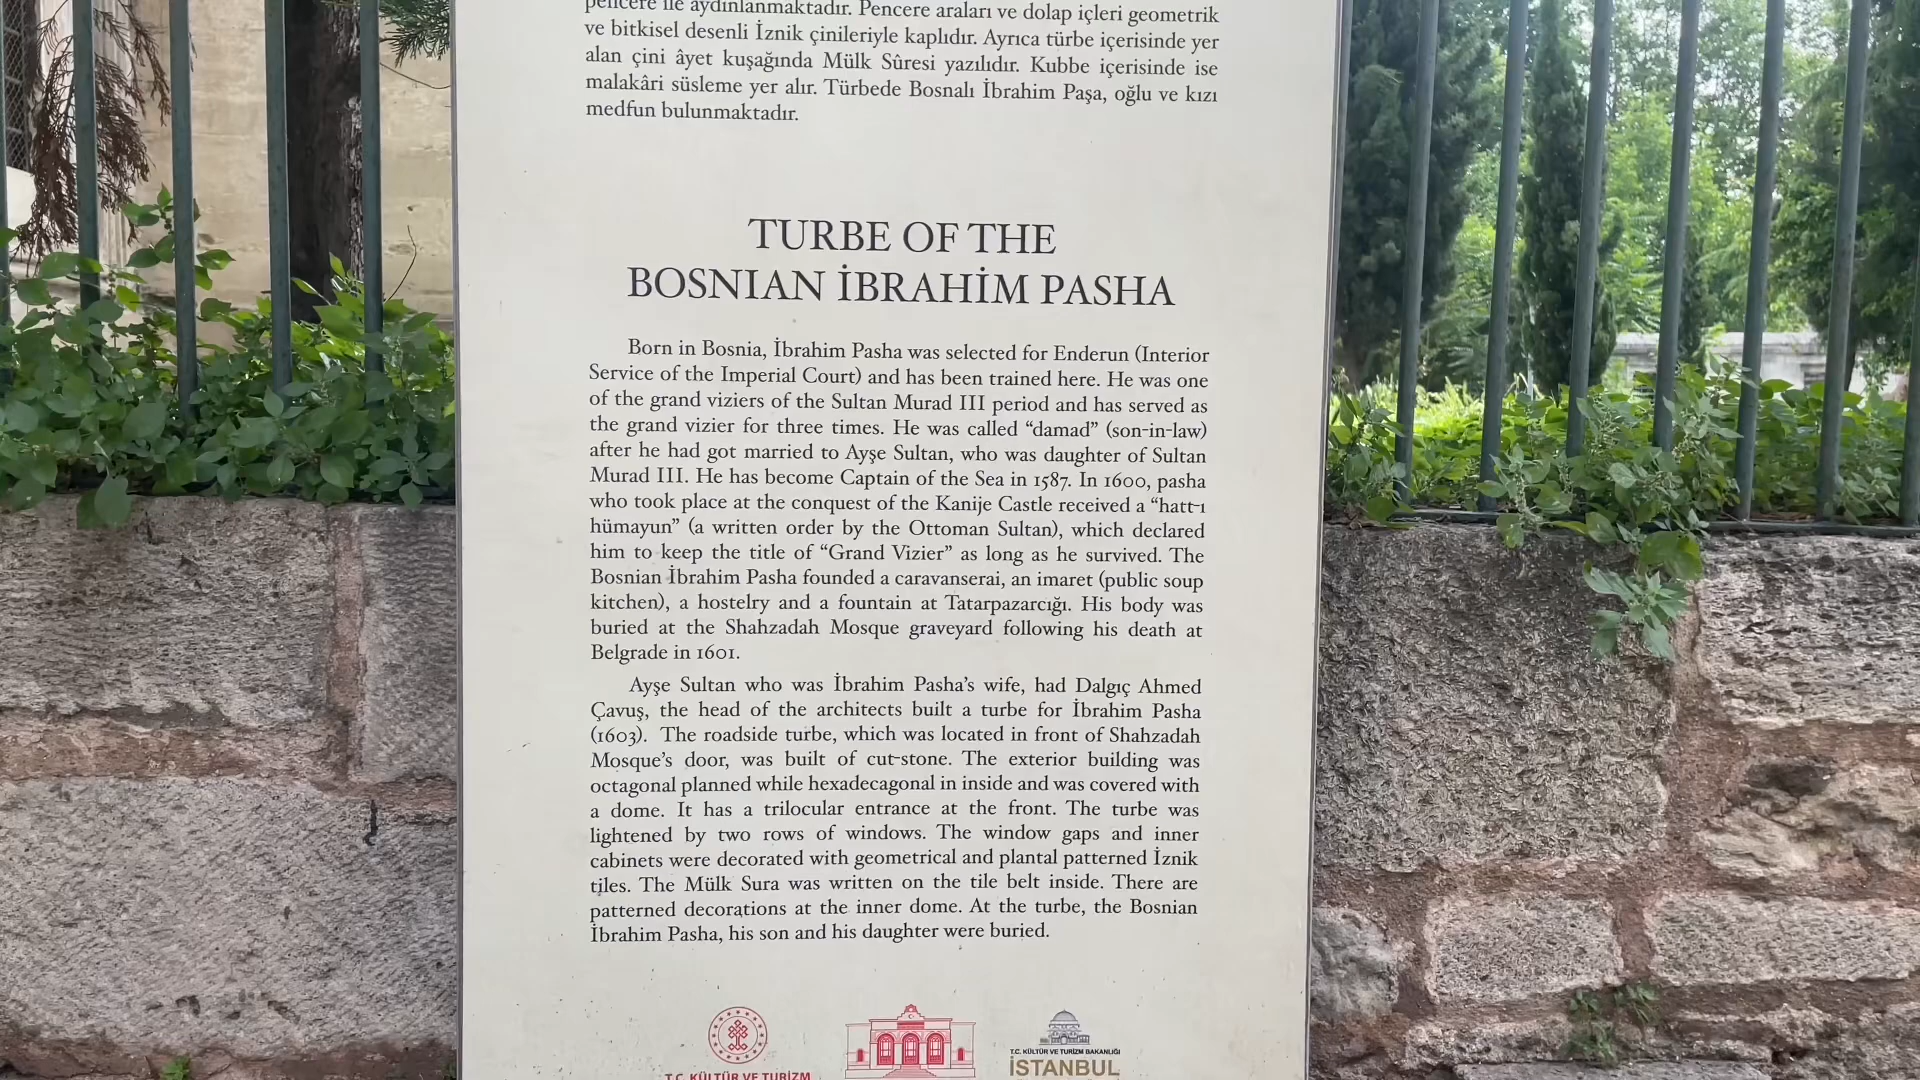 pencere ile aydınlanmaktadır. Pencere araları ve dolap içleri geometrik
ve bitkisel desenli İznik çinileriyle kaplıdır. Ayrıca türbe içerisinde yer
alan çini âyet kuşağında Mülk Sûresi yazılıdır. Kubbe içerisinde ise
malakâri süsleme yer alır. Türbede Bosnalı İbrahim Paşa, oğlu ve kızı
medfun bulunmaktadır.
TURBE OF THE
BOSNIAN İBRAHİM PASHA
Born in Bosnia, İbrahim Pasha was selected for Enderun (Interior
Service of the Imperial Court) and has been trained here. He was one
of the grand viziers of the Sultan Murad III period and has served as
the grand vizier for three times. He was called “damad” (son-in-law)
after he had got married to Ayşe Sultan, who was daughter of Sultan
Murad III. He has become Captain of the Sea in 1587. In 1600, pasha
who took place at the conquest of the Kanije Castle received a “hatt-ı
hümayun” (a written order by the Ottoman Sultan), which declared
him to keep the title of “Grand Vizier” as long as he survived. The
Bosnian İbrahim Pasha founded a caravanserai, an imaret (public soup
kitchen), a hostelry and a fountain at Tatarpazarcığı. His body was
buried at the Shahzadah Mosque graveyard following his death at
Belgrade in 1601.
Ayşe Sultan who was İbrahim Pasha’s wife, had Dalgıç Ahmed
Çavuş, the head of the architects built a turbe for İbrahim Pasha
(1603). The roadside turbe, which was located in front of Shahzadah
Mosque’s door, was built of cut-stone. The exterior building was
octagonal planned while hexadecagonal in inside and was covered with
a dome. It has a trilocular entrance at the front. The turbe was
lightened by two rows of windows. The window gaps and inner
cabinets were decorated with geometrical and plantal patterned İznik
tiles. The Mülk Sura was written on the tile belt inside. There are
patterned decorations at the inner dome. At the turbe, the Bosnian
İbrahim Pasha, his son and his daughter were buried.
T.C. KÜLTÜR VE TURİZM BAKANLIĞI
İSTANBUL
T.C. KÜLTÜR VE TURİZM